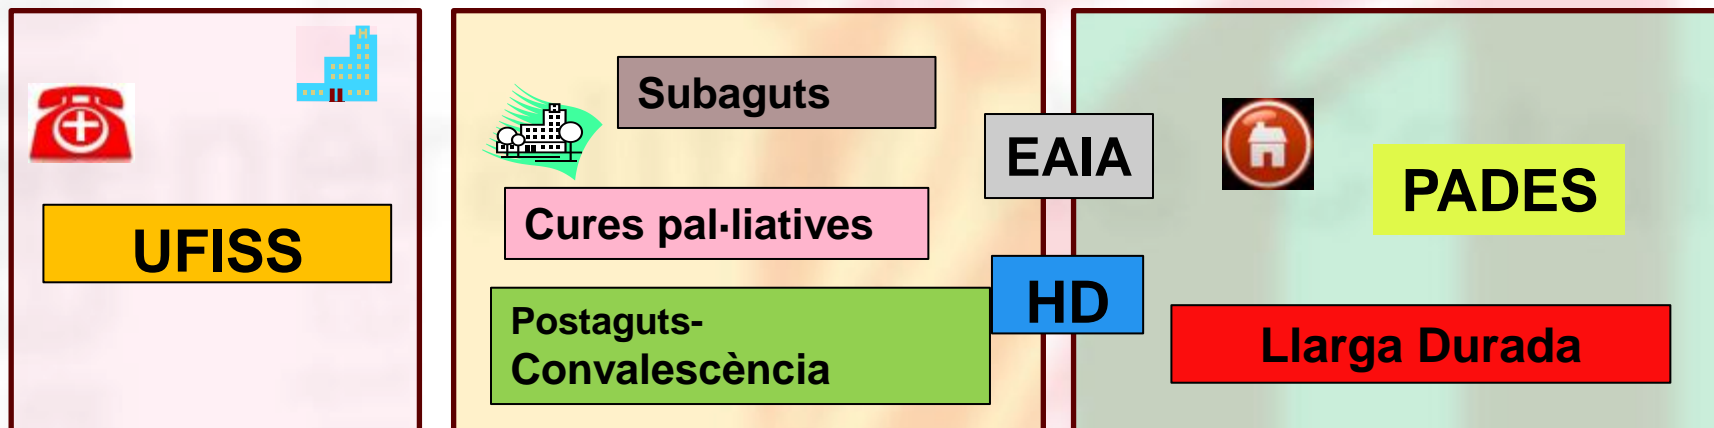 UFISS
Subaguts
Cures pal·liatives
Postaguts-
Convalescència
EAIA
HD
PADES
Llarga Durada